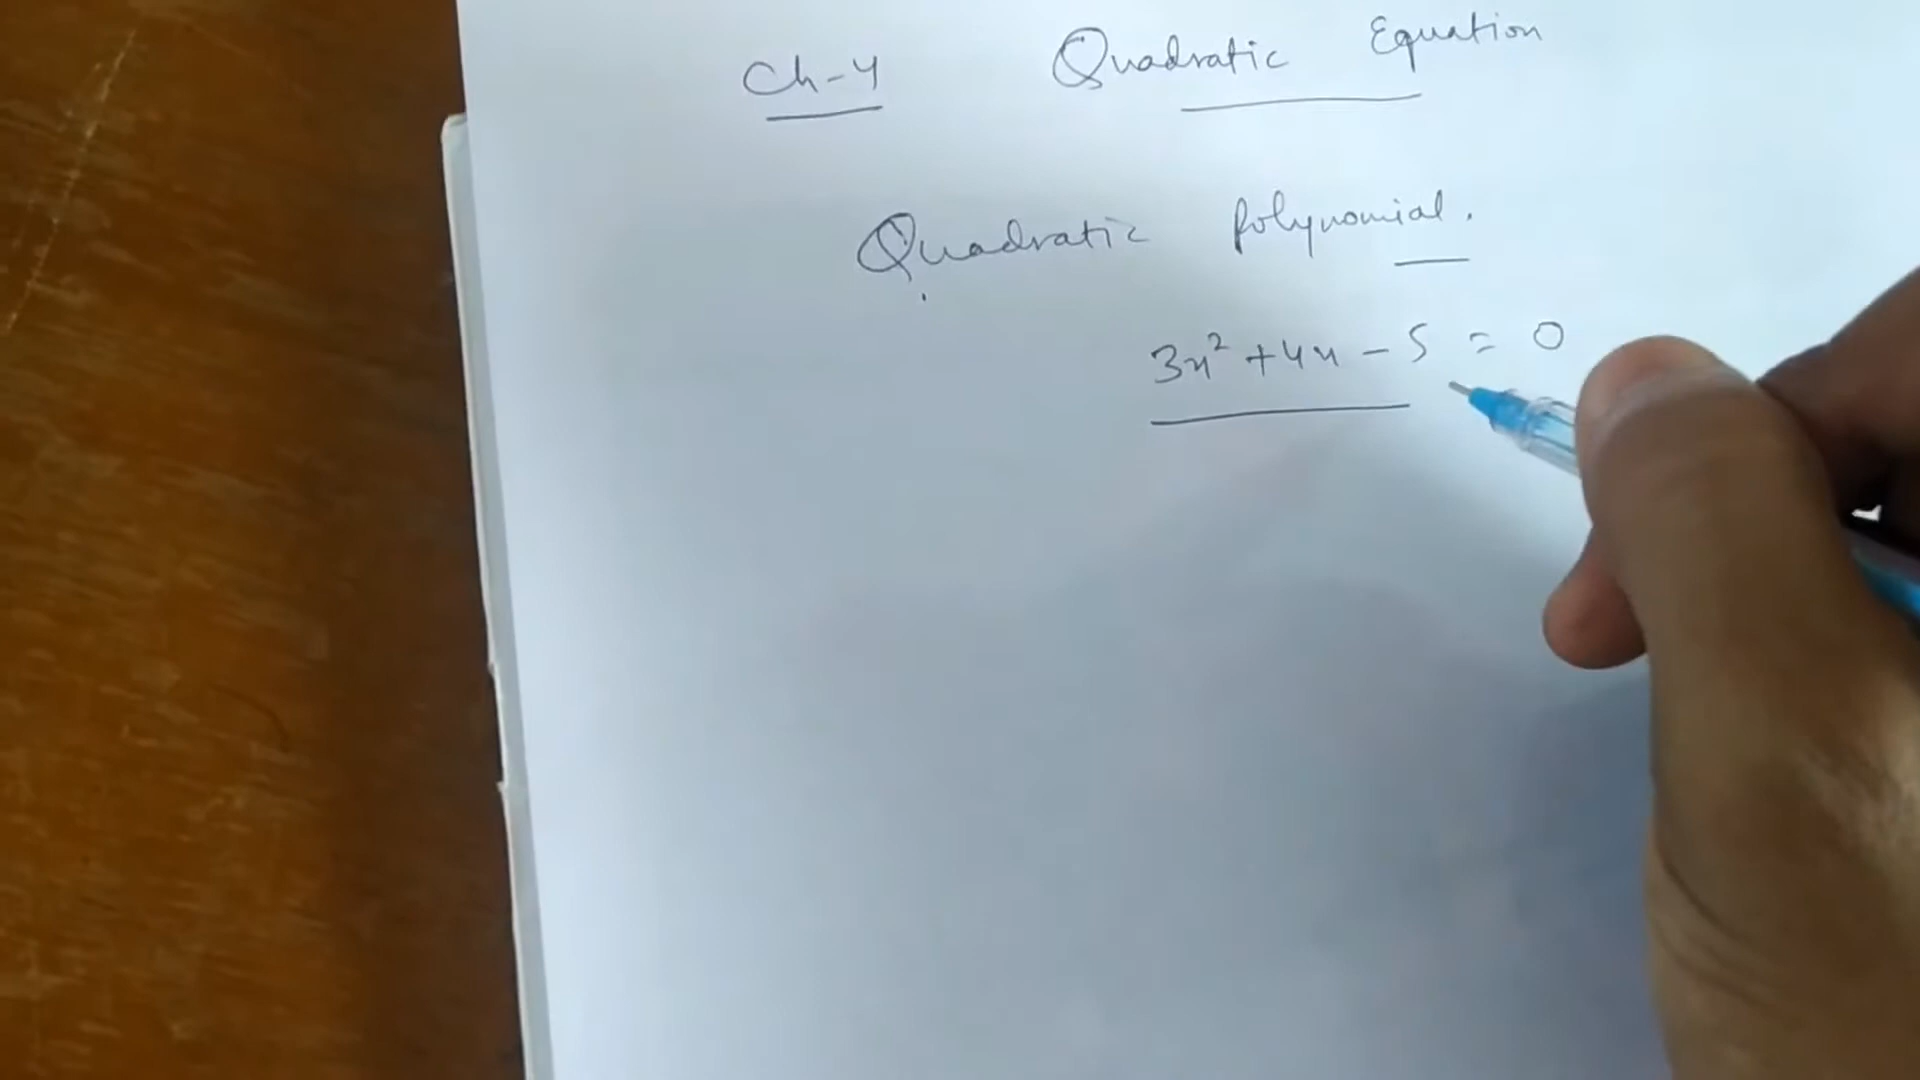 Ch-4 Quadratic Equation
Quadratic polynomial.
3x² + 4x - 5 = 0